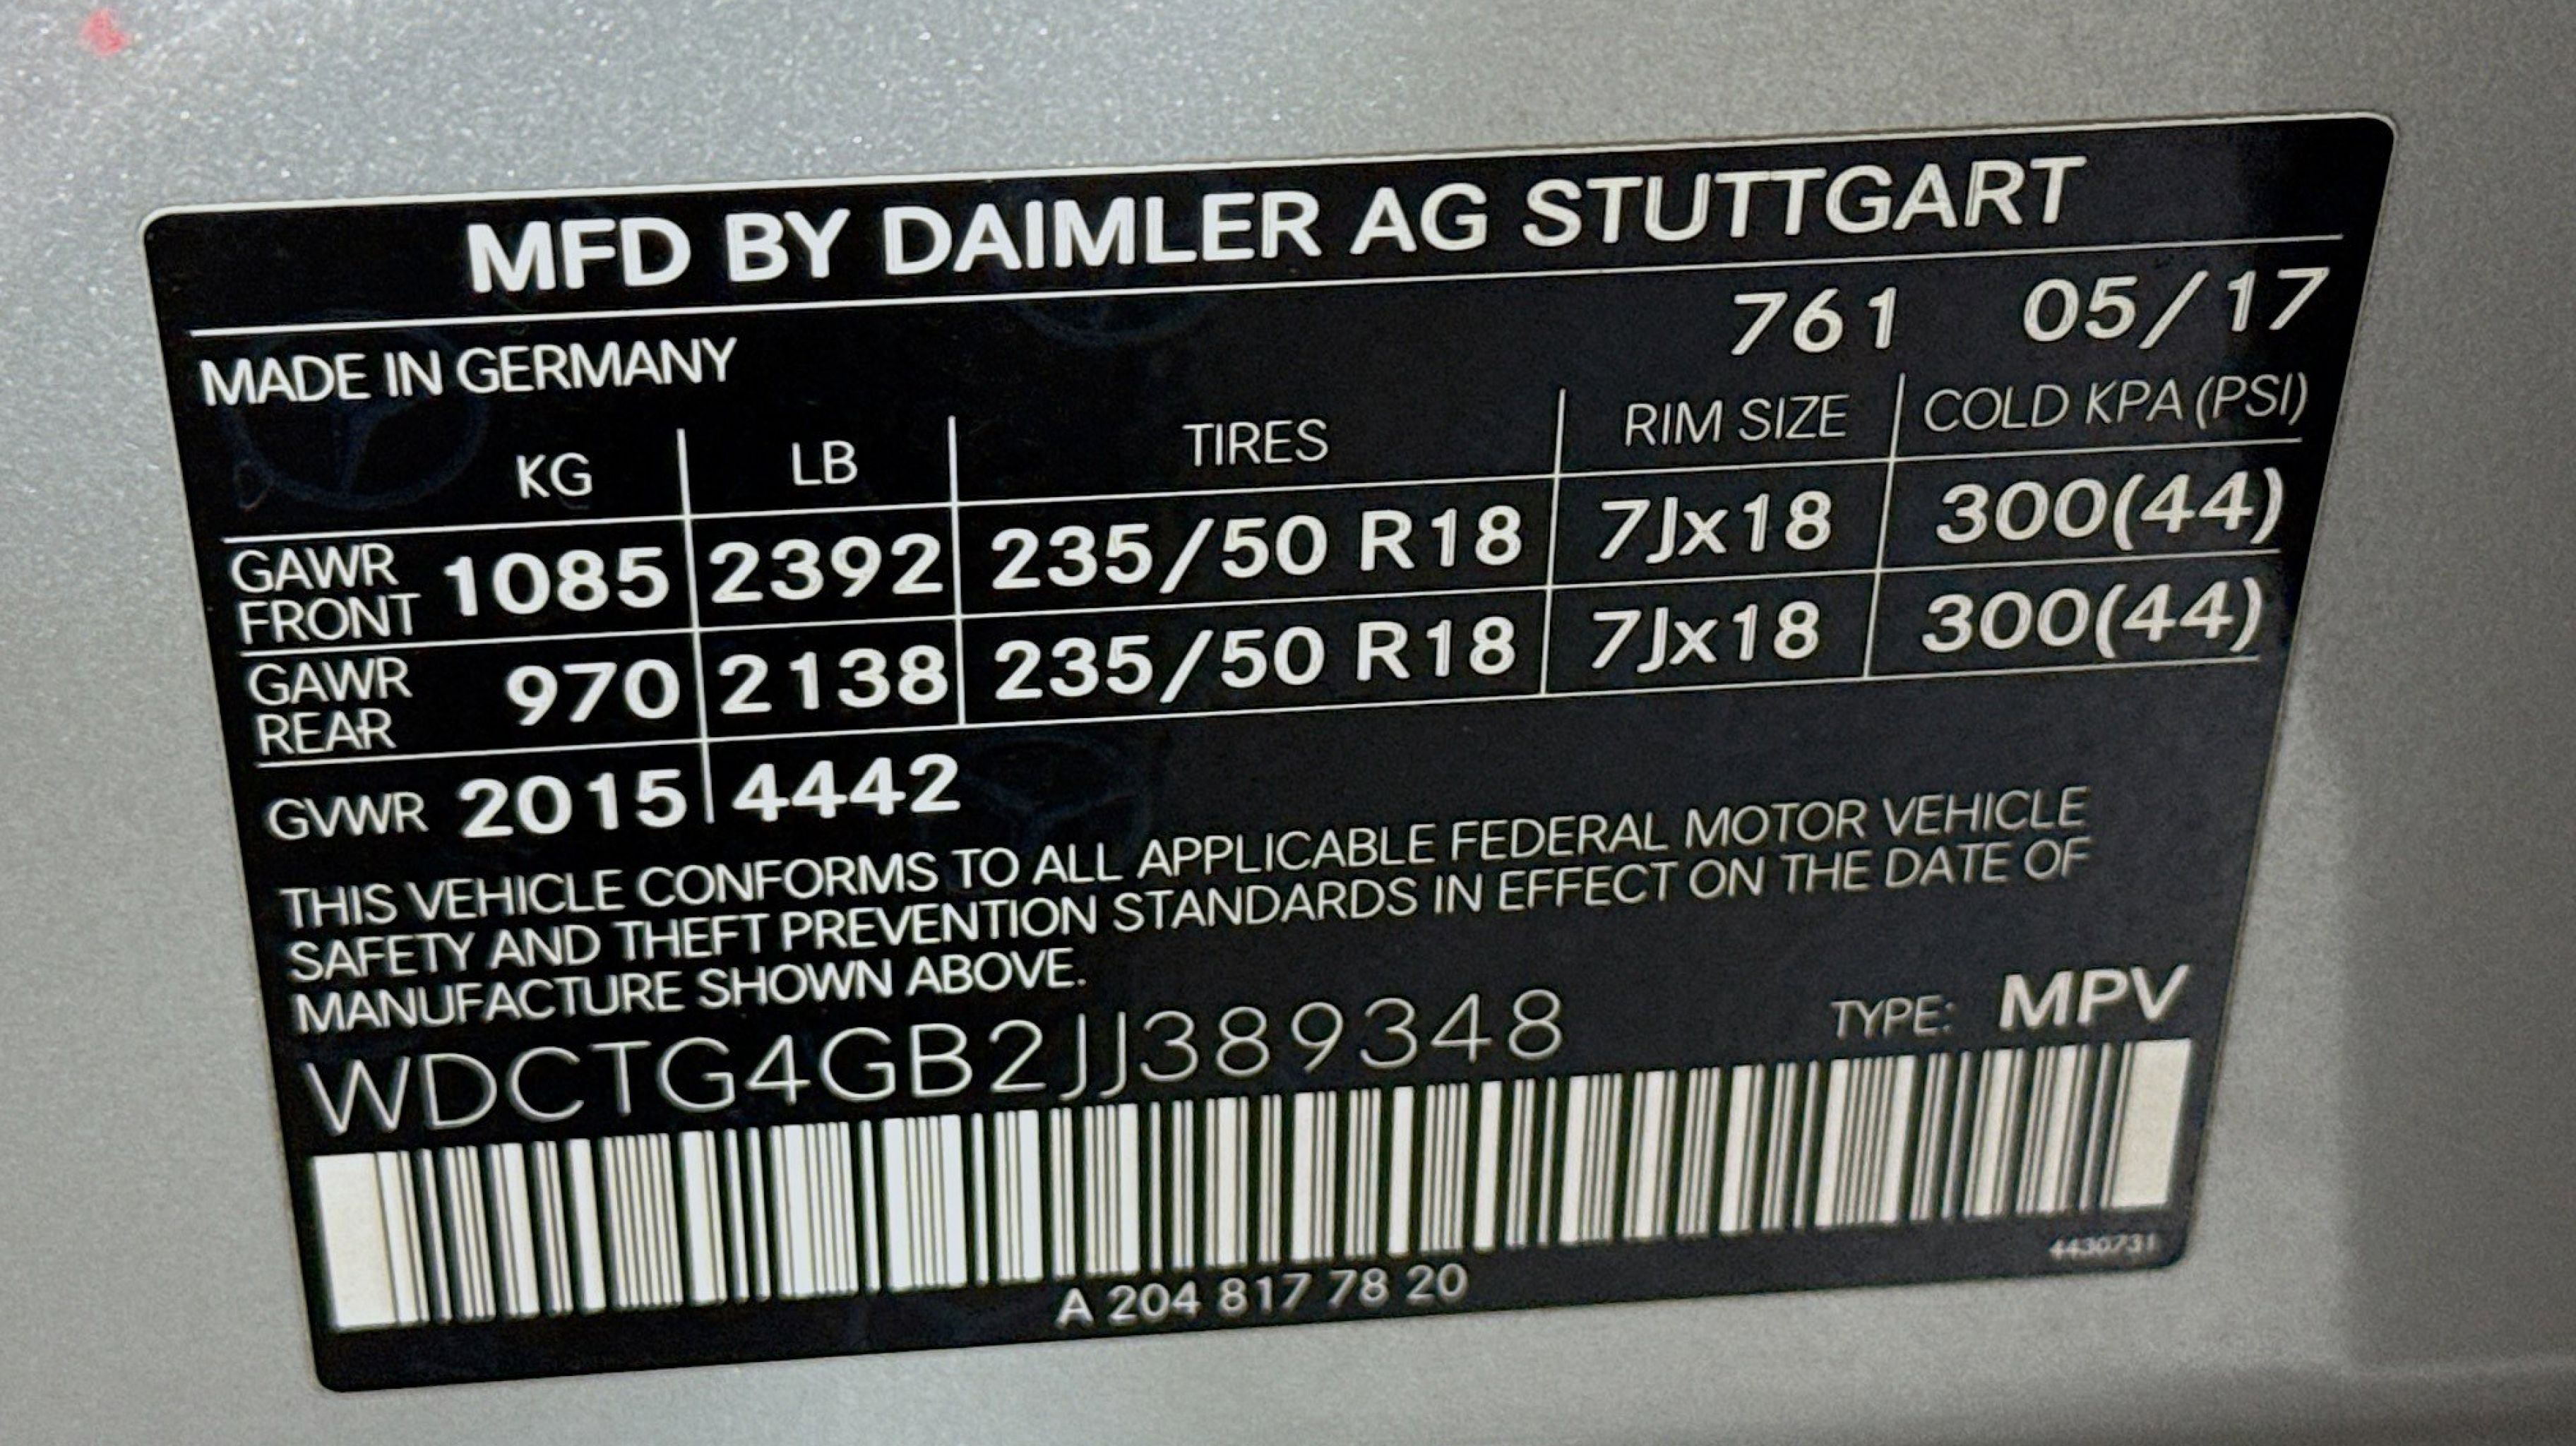 MFD BY DAIMLER AG STUTTGART
MADE IN GERMANY 761 05/17
KG LB TIRES RIM SIZE COLD KPA (PSI)
GAWR FRONT 1085 2392 235/50 R18 7Jx18 300(44)
GAWR REAR 970 2138 235/50 R18 7Jx18 300(44)
GVWR 2015 4442
THIS VEHICLE CONFORMS TO ALL APPLICABLE FEDERAL MOTOR VEHICLE
SAFETY AND THEFT PREVENTION STANDARDS IN EFFECT ON THE DATE OF
MANUFACTURE SHOWN ABOVE.
WDCTG4GB2JJ389348 TYPE: MPV
4430731
A 204 817 78 20